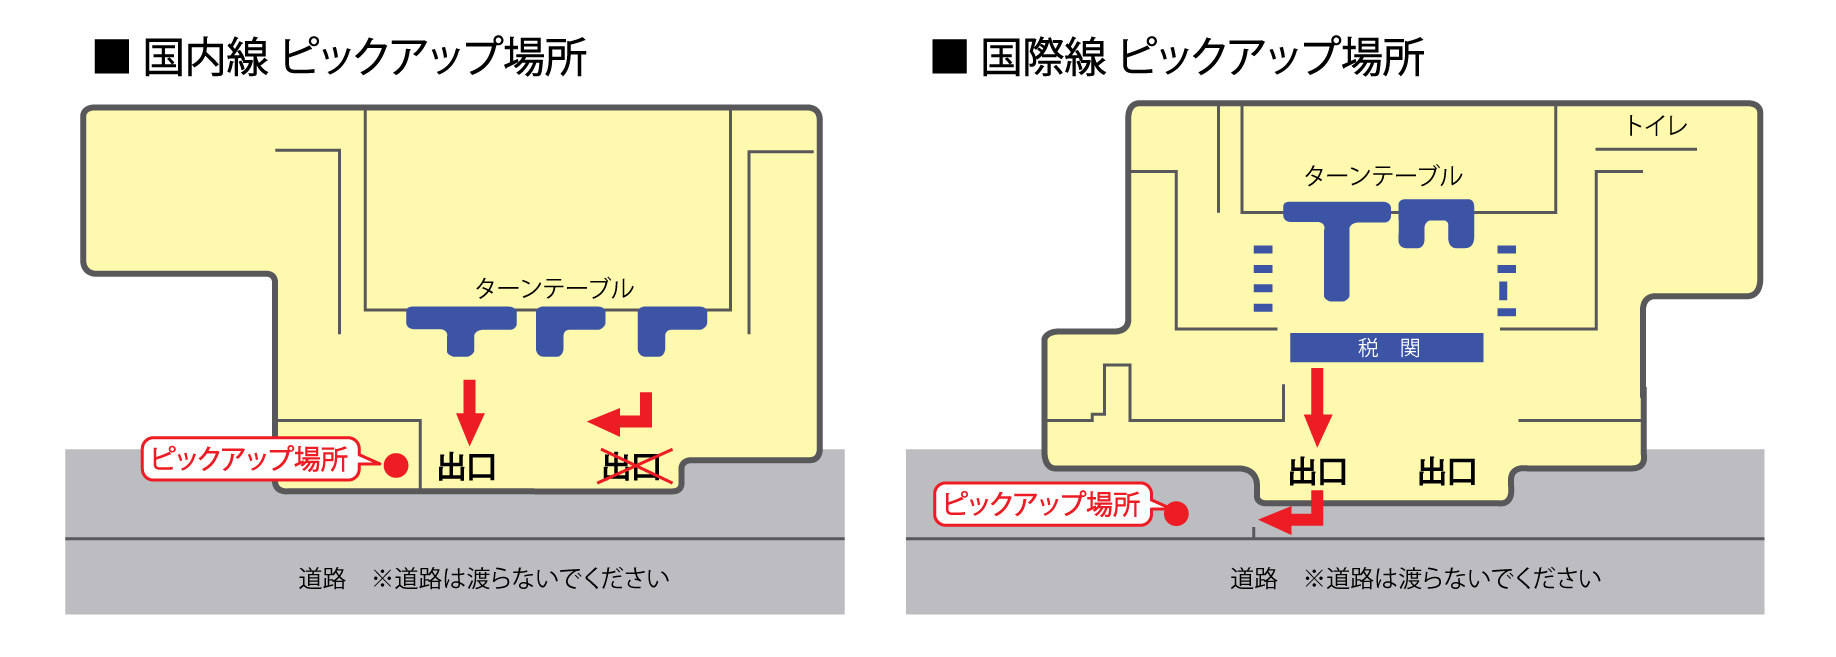 ■ 国内線 ピックアップ場所
ターンテーブル
ピックアップ場所
出口
出口
道路　※道路は渡らないでください
■ 国際線 ピックアップ場所
トイレ
ターンテーブル
税 関
出口
出口
ピックアップ場所
道路　※道路は渡らないでください